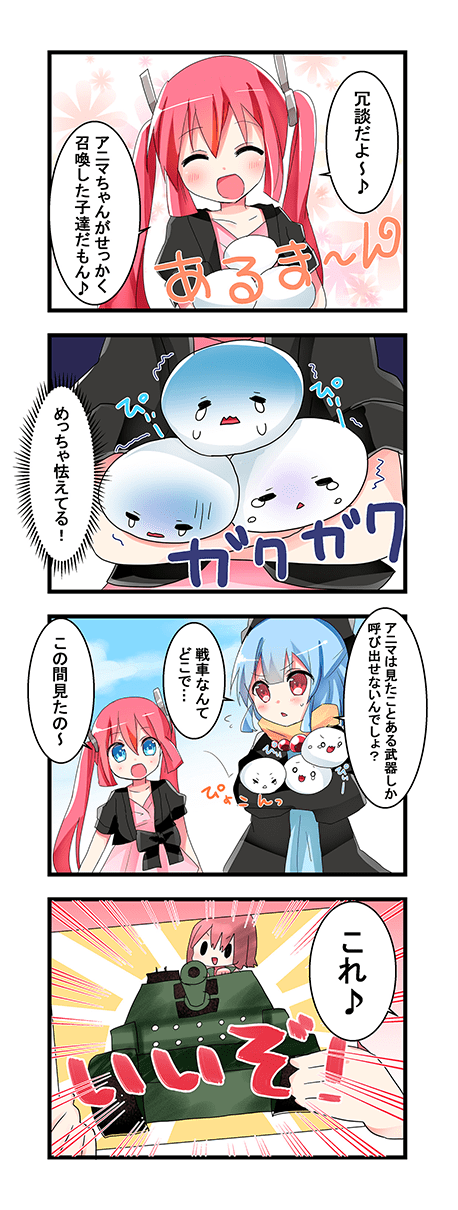 冗談だよ～♪
アニマちゃんがせっかく
召喚した子達だもん♪
あるま～ん
ぴぃー
ぴぃー
めっちゃ怯えてる！
ガクガク
アニマは見たことある武器しか
呼び出せないんでしょ？
戦車なんて
どこで…
ぴょこんっ
この間見たの～
これ♪
いいぞ！